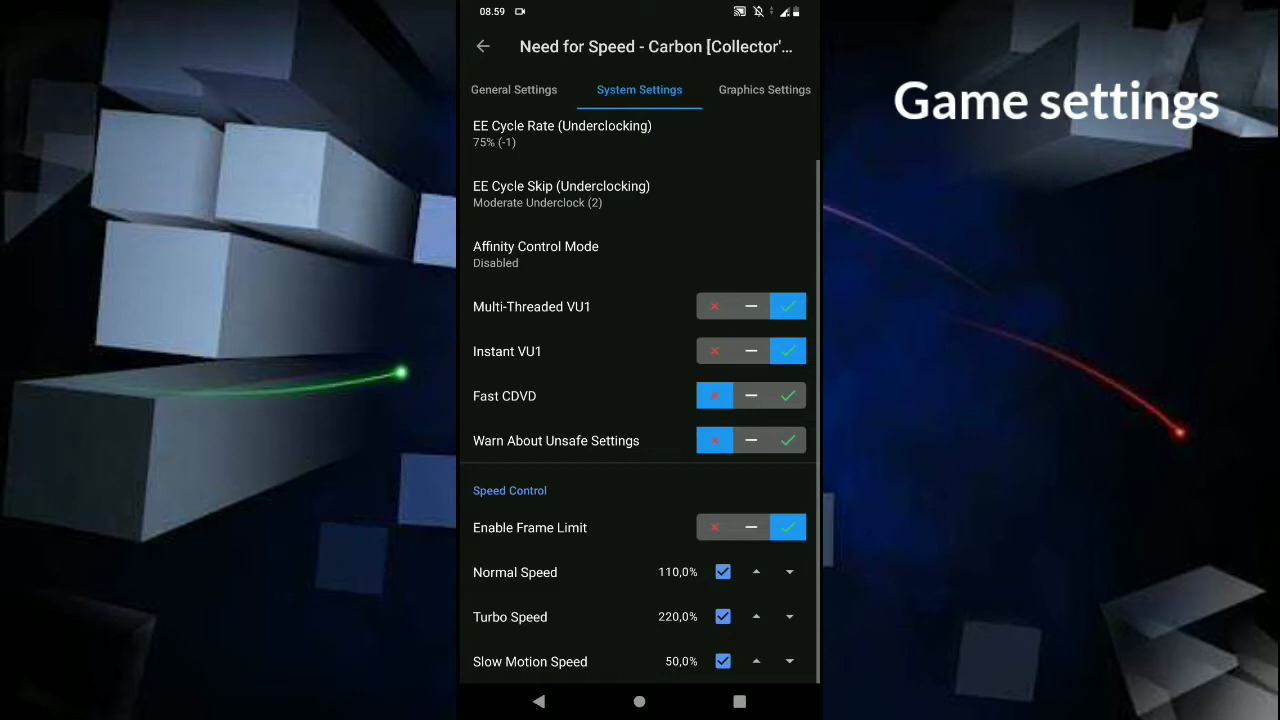 08.59
Need for Speed - Carbon [Collector'...
Game settings
General Settings
System Settings
Graphics Settings
EE Cycle Rate (Underclocking)
75% (-1)
EE Cycle Skip (Underclocking)
Moderate Underclock (2)
Affinity Control Mode
Disabled
Multi-Threaded VU1
Instant VU1
Fast CDVD
Warn About Unsafe Settings
Speed Control
Enable Frame Limit
Normal Speed 110,0%
Turbo Speed 220,0%
Slow Motion Speed 50,0%